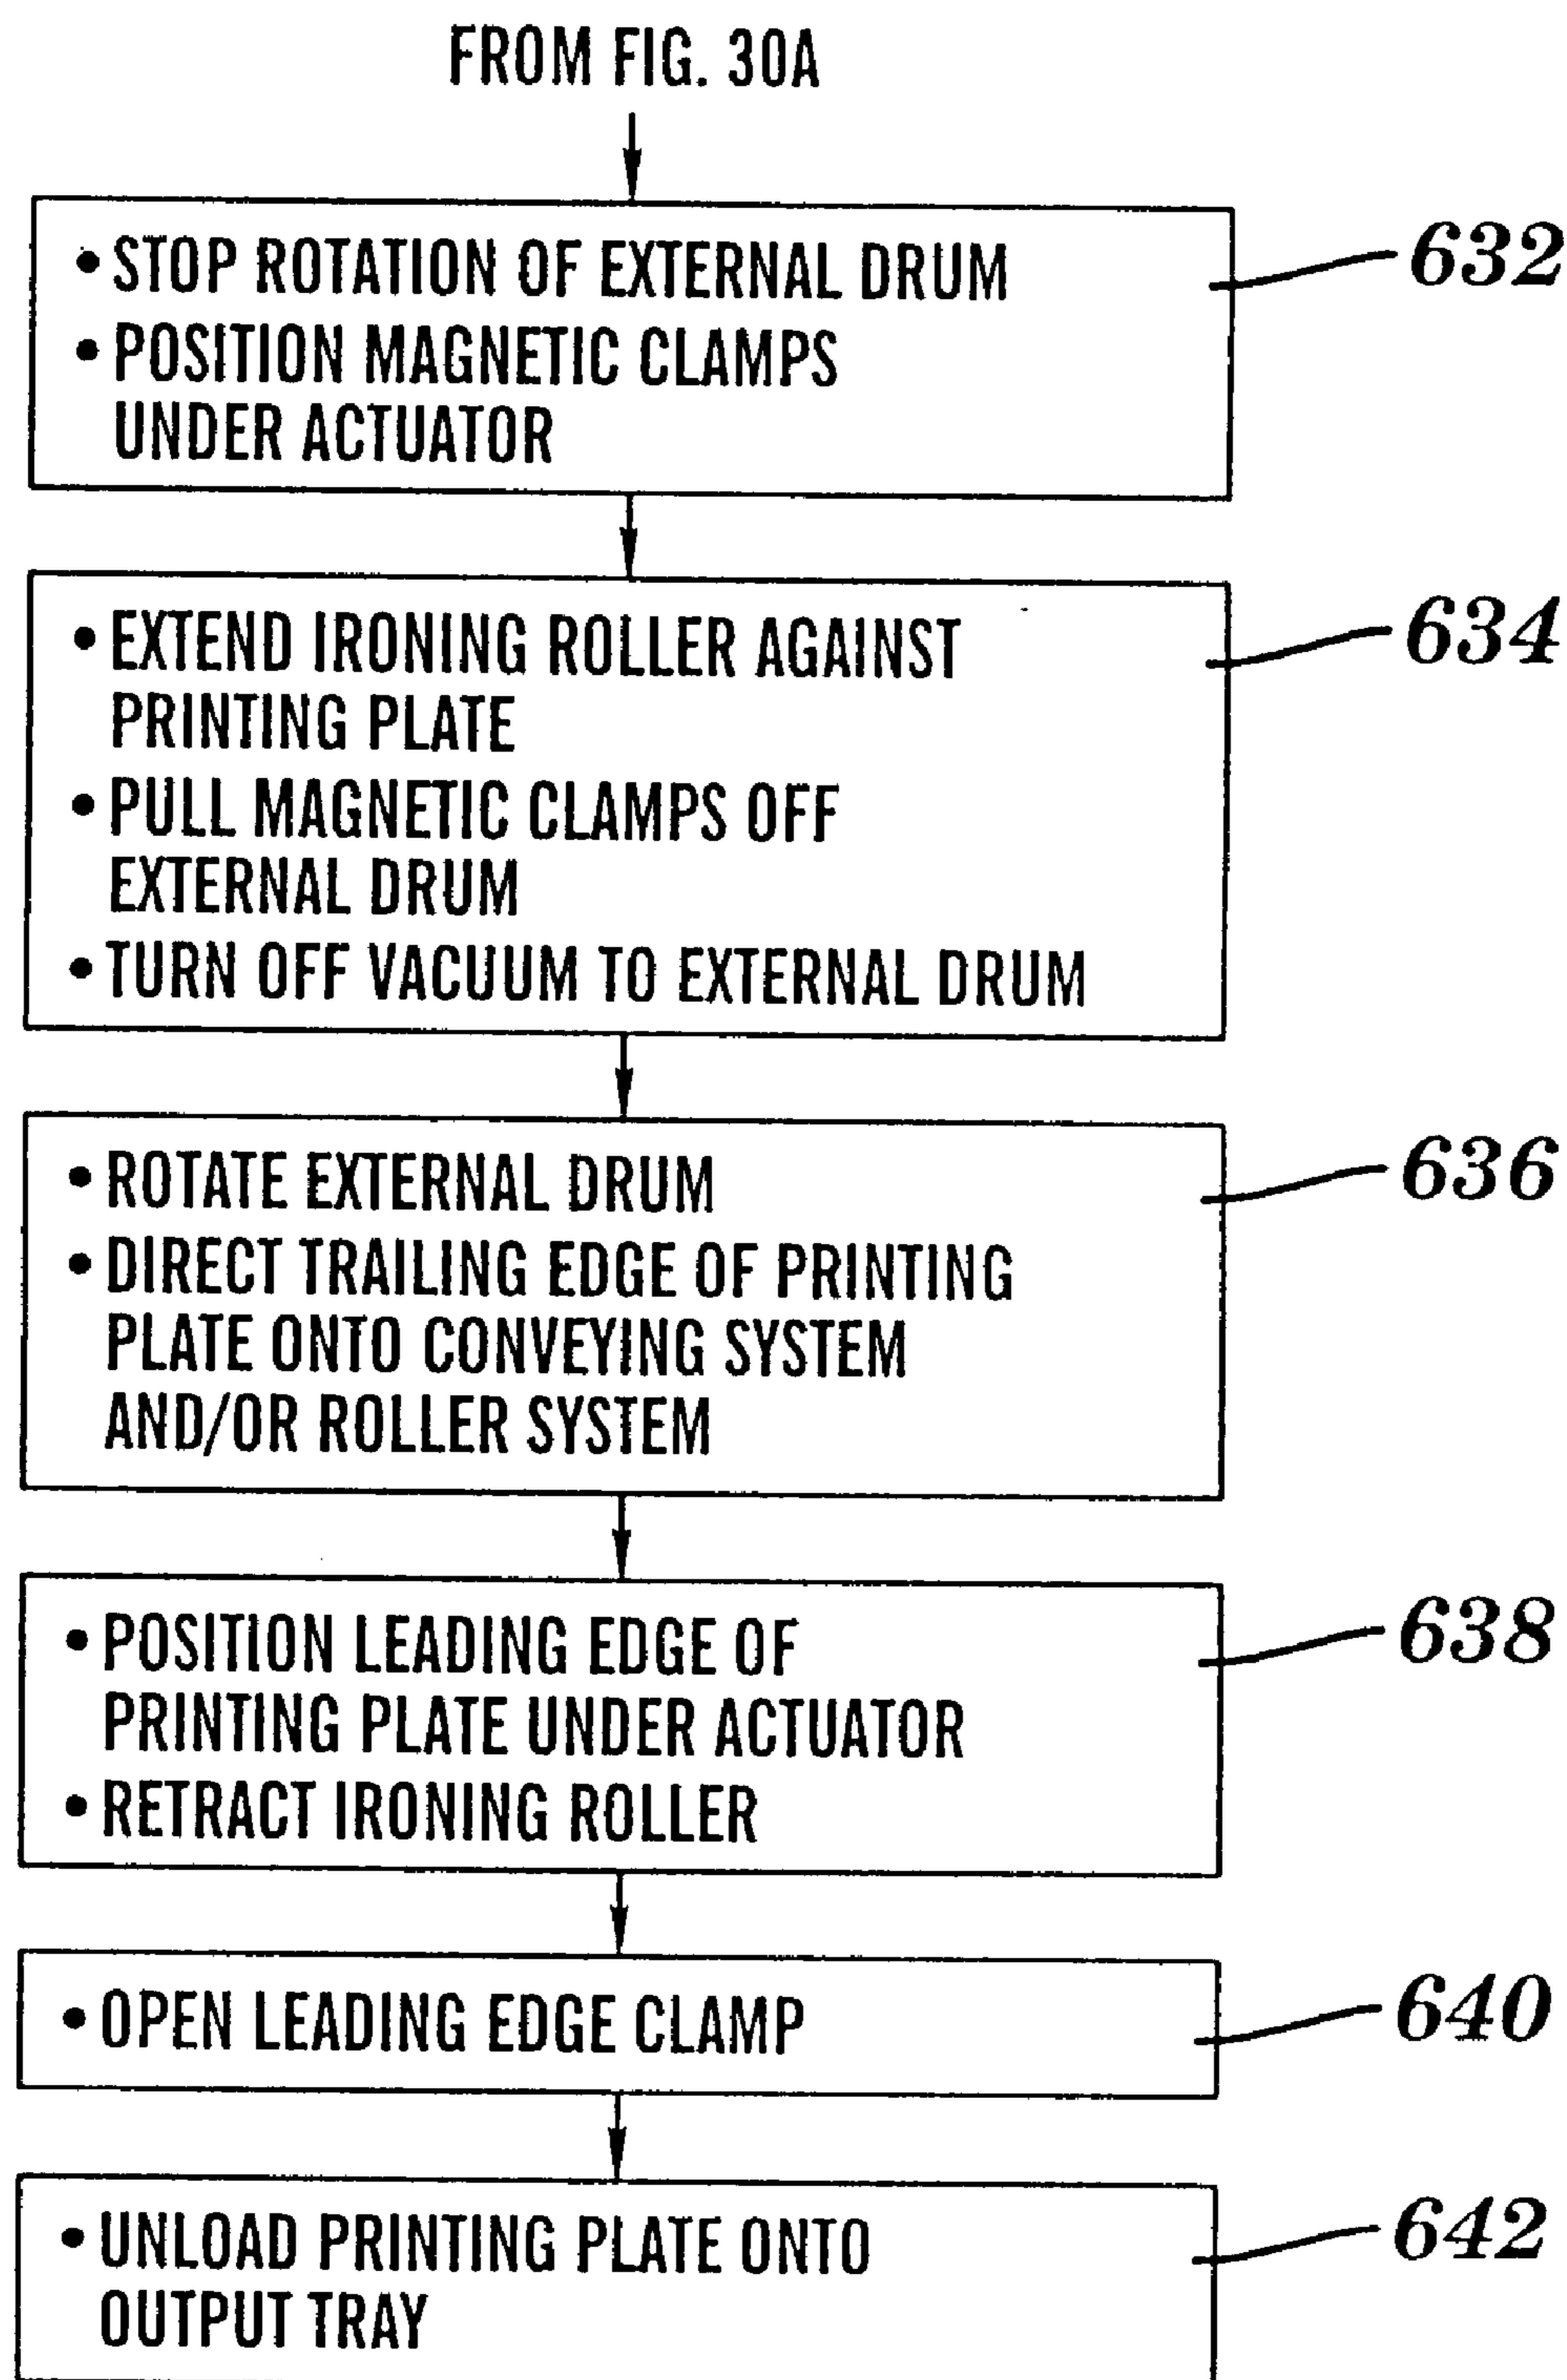 FROM FIG. 30A
• STOP ROTATION OF EXTERNAL DRUM
632
• POSITION MAGNETIC CLAMPS
UNDER ACTUATOR
• EXTEND IRONING ROLLER AGAINST
634
PRINTING PLATE
• PULL MAGNETIC CLAMPS OFF
EXTERNAL DRUM
• TURN OFF VACUUM TO EXTERNAL DRUM
• ROTATE EXTERNAL DRUM
636
• DIRECT TRAILING EDGE OF PRINTING
PLATE ONTO CONVEYING SYSTEM
AND/OR ROLLER SYSTEM
• POSITION LEADING EDGE OF
638
PRINTING PLATE UNDER ACTUATOR
• RETRACT IRONING ROLLER
• OPEN LEADING EDGE CLAMP
640
• UNLOAD PRINTING PLATE ONTO
642
OUTPUT TRAY